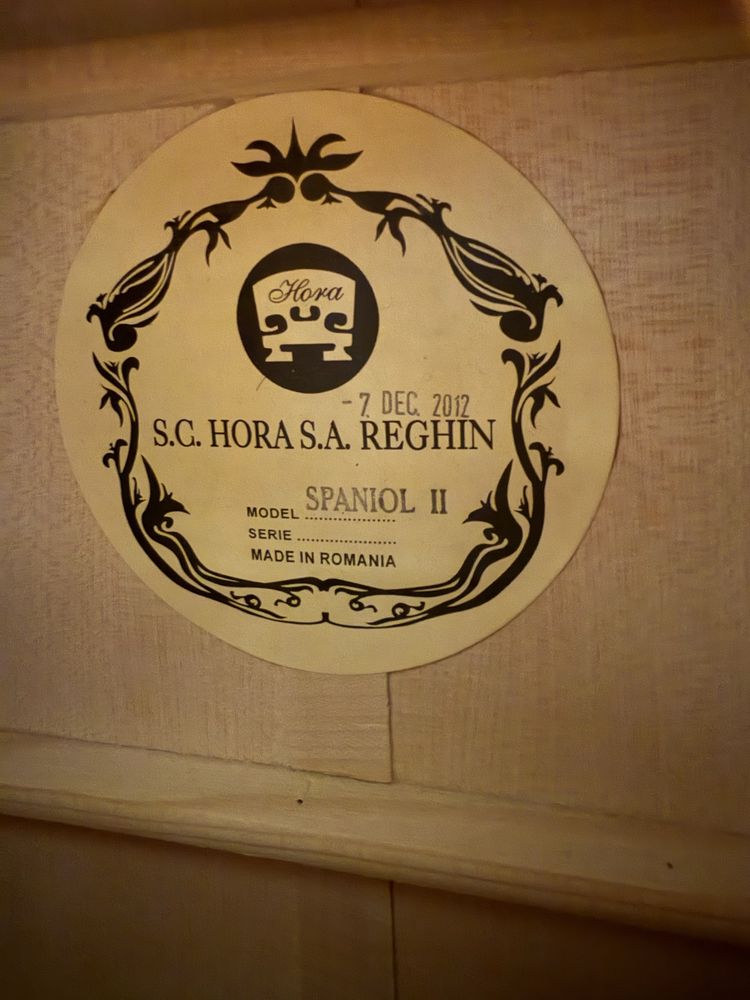 Hora
- 7. DEC. 2012
S.C. HORA S.A. REGHIN
MODEL SPANIOL II
SERIE ......................
MADE IN ROMANIA